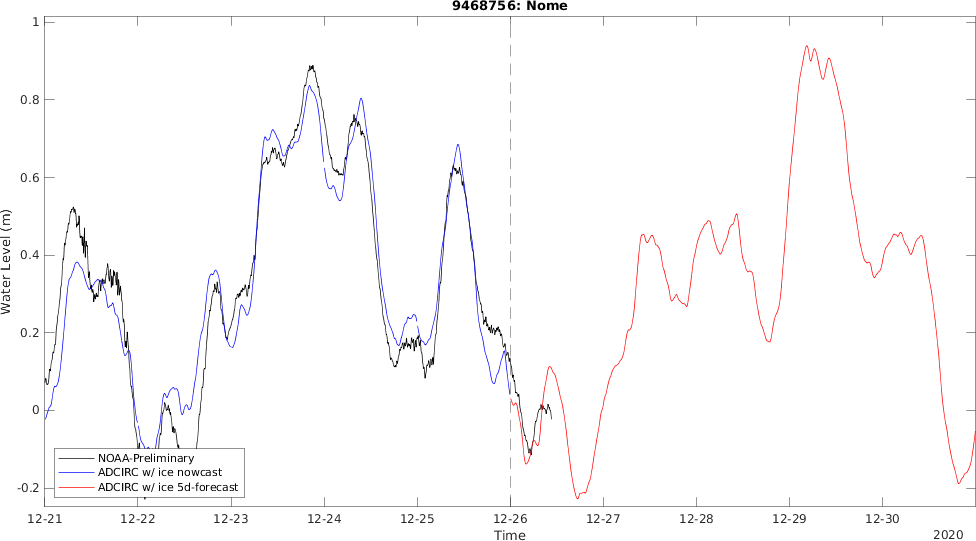 9468756: Nome
1
0.8
0.6
0.4
0.2
0
-0.2
Water Level (m)
NOAA-Preliminary
ADCIRC w/ ice nowcast
ADCIRC w/ ice 5d-forecast
12-21 12-22 12-23 12-24 12-25 12-26 12-27 12-28 12-29 12-30
Time
2020